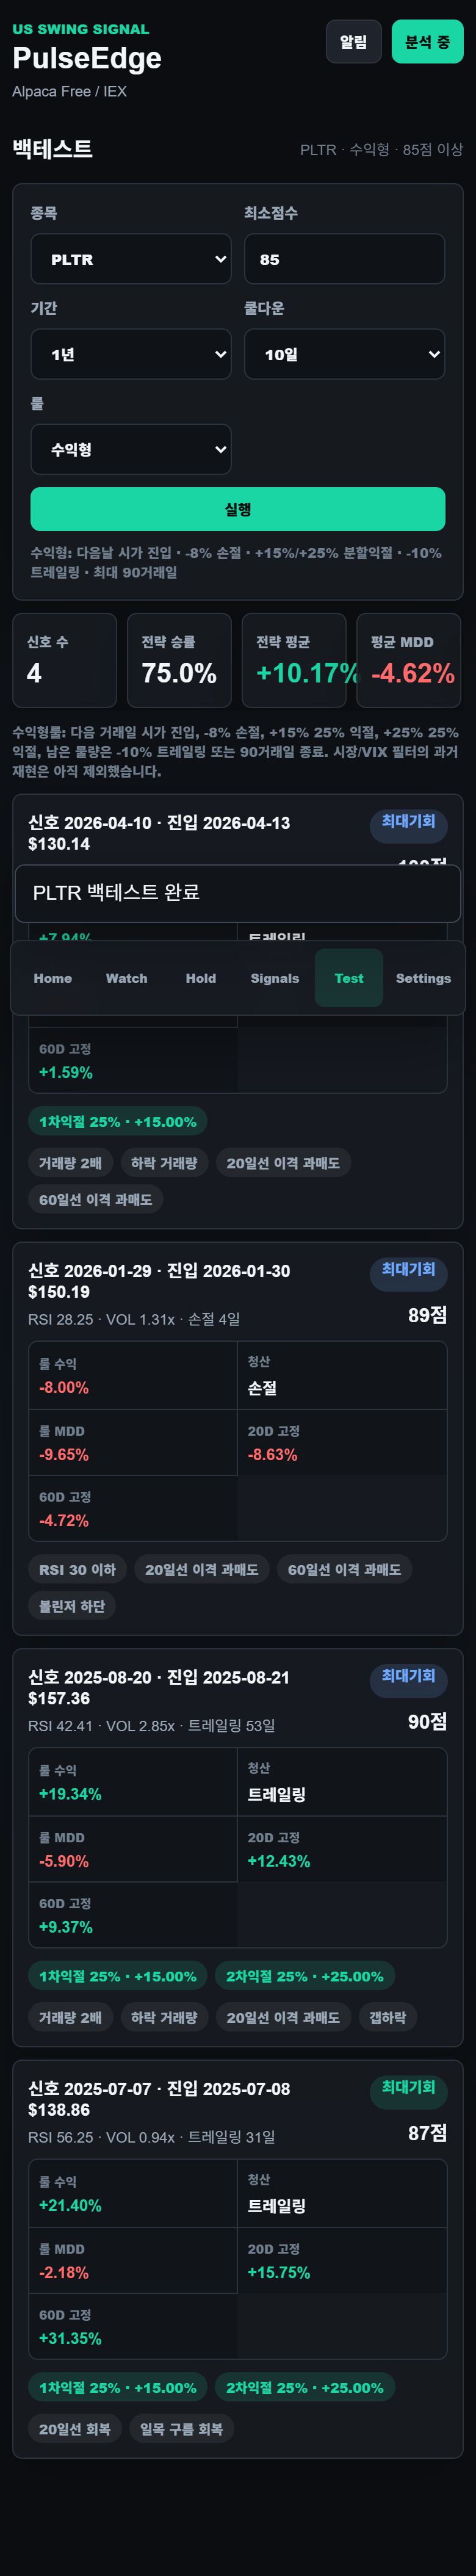 US SWING SIGNAL
PulseEdge
Alpaca Free / IEX
알림
분석 중
백테스트
PLTR · 수익형 · 85점 이상
종목
최소점수
PLTR
85
기간
쿨다운
1년
10일
룰
수익형
실행
수익형: 다음날 시가 진입 · -8% 손절 · +15%/+25% 분할익절 · -10%
트레일링 · 최대 90거래일
신호 수
전략 승률
전략 평균
평균 MDD
4
75.0%
+10.17%
-4.62%
수익형룰: 다음 거래일 시가 진입, -8% 손절, +15% 25% 익절, +25% 25%
익절, 남은 물량은 -10% 트레일링 또는 90거래일 종료. 시장/VIX 필터의 과거
재현은 아직 제외했습니다.
신호 2026-04-10 · 진입 2026-04-13
$130.14
최대기회
PLTR 백테스트 완료
+7.94%
트레일링
Home
Watch
Hold
Signals
Test
Settings
60D 고정
+1.59%
1차익절 25% · +15.00%
거래량 2배
하락 거래량
20일선 이격 과매도
60일선 이격 과매도
신호 2026-01-29 · 진입 2026-01-30
$150.19
최대기회
RSI 28.25 · VOL 1.31x · 손절 4일
89점
룰 수익
청산
-8.00%
손절
룰 MDD
20D 고정
-9.65%
-8.63%
60D 고정
-4.72%
RSI 30 이하
20일선 이격 과매도
60일선 이격 과매도
볼린저 하단
신호 2025-08-20 · 진입 2025-08-21
$157.36
최대기회
RSI 42.41 · VOL 2.85x · 트레일링 53일
90점
룰 수익
청산
+19.34%
트레일링
룰 MDD
20D 고정
-5.90%
+12.43%
60D 고정
+9.37%
1차익절 25% · +15.00%
2차익절 25% · +25.00%
거래량 2배
하락 거래량
20일선 이격 과매도
갭하락
신호 2025-07-07 · 진입 2025-07-08
$138.86
최대기회
RSI 56.25 · VOL 0.94x · 트레일링 31일
87점
룰 수익
청산
+21.40%
트레일링
룰 MDD
20D 고정
-2.18%
+15.75%
60D 고정
+31.35%
1차익절 25% · +15.00%
2차익절 25% · +25.00%
20일선 회복
일목 구름 회복